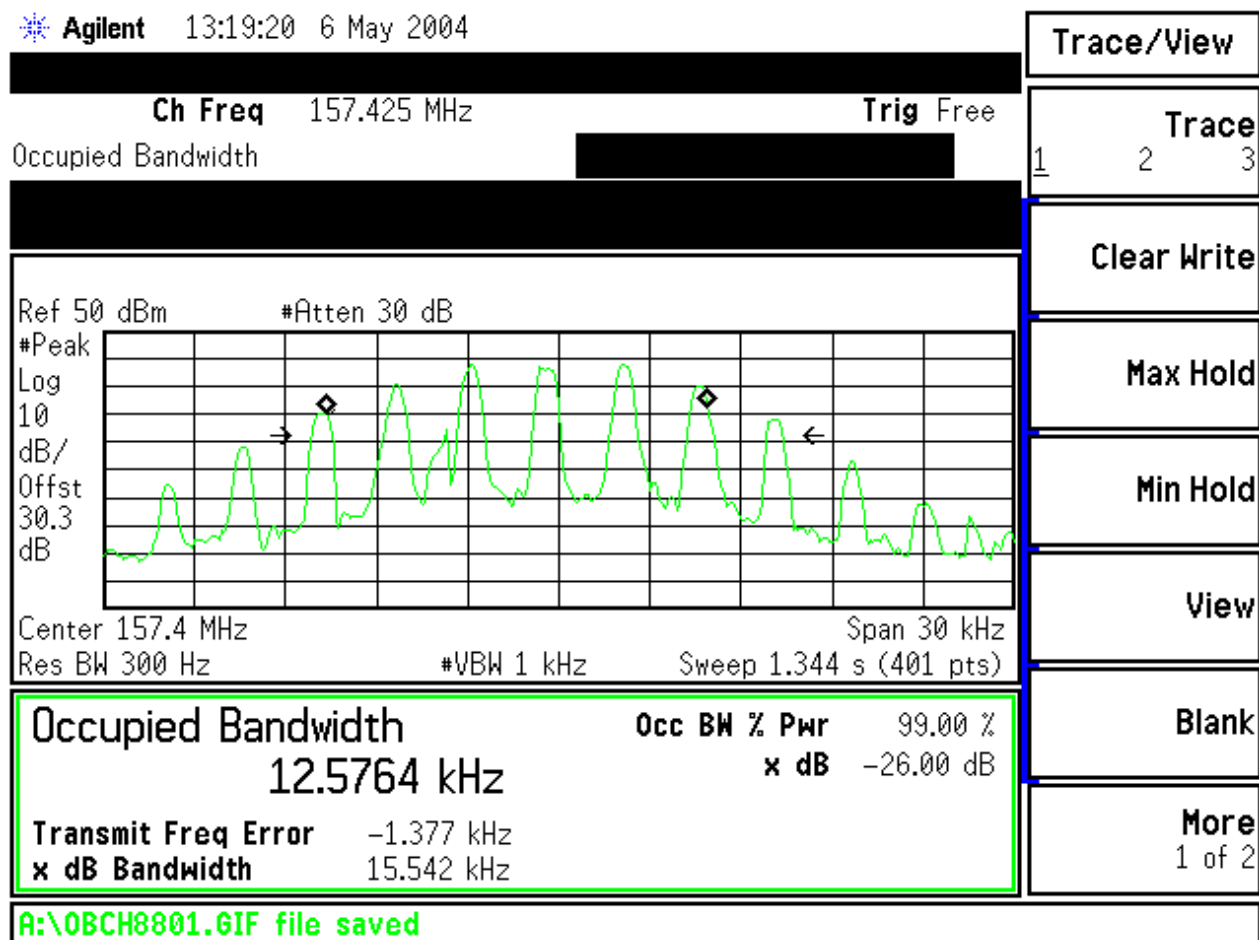 Agilent 13:19:20 6 May 2004
Trace/View
Ch Freq 157.425 MHz Trig Free
Occupied Bandwidth
Trace
1 2 3
Clear Write
Max Hold
Min Hold
View
Blank
More
1 of 2
Ref 50 dBm #Atten 30 dB
#Peak
Log
10
dB/
Offst
30.3
dB
Center 157.4 MHz Span 30 kHz
Res BW 300 Hz #VBW 1 kHz Sweep 1.344 s (401 pts)
Occupied Bandwidth Occ BW % Pwr 99.00 %
12.5764 kHz x dB -26.00 dB
Transmit Freq Error -1.377 kHz
x dB Bandwidth 15.542 kHz
A:\OBCH8801.GIF file saved